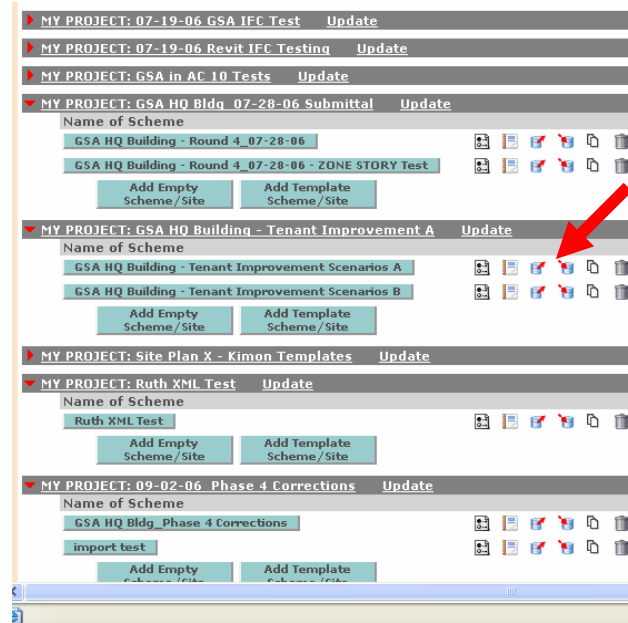 MY PROJECT: 07-19-06 GSA IFC Test Update
MY PROJECT: 07-19-06 Revit IFC Testing Update
MY PROJECT: GSA in AC 10 Tests Update
MY PROJECT: GSA HQ Bldg 07-28-06 Submittal Update
Name of Scheme
GSA HQ Building - Round 4_07-28-06
GSA HQ Building - Round 4_07-28-06 - ZONE STORY Test
Add Empty Add Template
Scheme/Site Scheme/Site
MY PROJECT: GSA HQ Building - Tenant Improvement A Update
Name of Scheme
GSA HQ Building - Tenant Improvement Scenarios A
GSA HQ Building - Tenant Improvement Scenarios B
Add Empty Add Template
Scheme/Site Scheme/Site
MY PROJECT: Site Plan X - Kimon Templates Update
MY PROJECT: Ruth XML Test Update
Name of Scheme
Ruth XML Test
Add Empty Add Template
Scheme/Site Scheme/Site
MY PROJECT: 09-02-06 Phase 4 Corrections Update
Name of Scheme
GSA HQ Bldg_Phase 4 Corrections
import test
Add Empty Add Template
Scheme/Site Scheme/Site